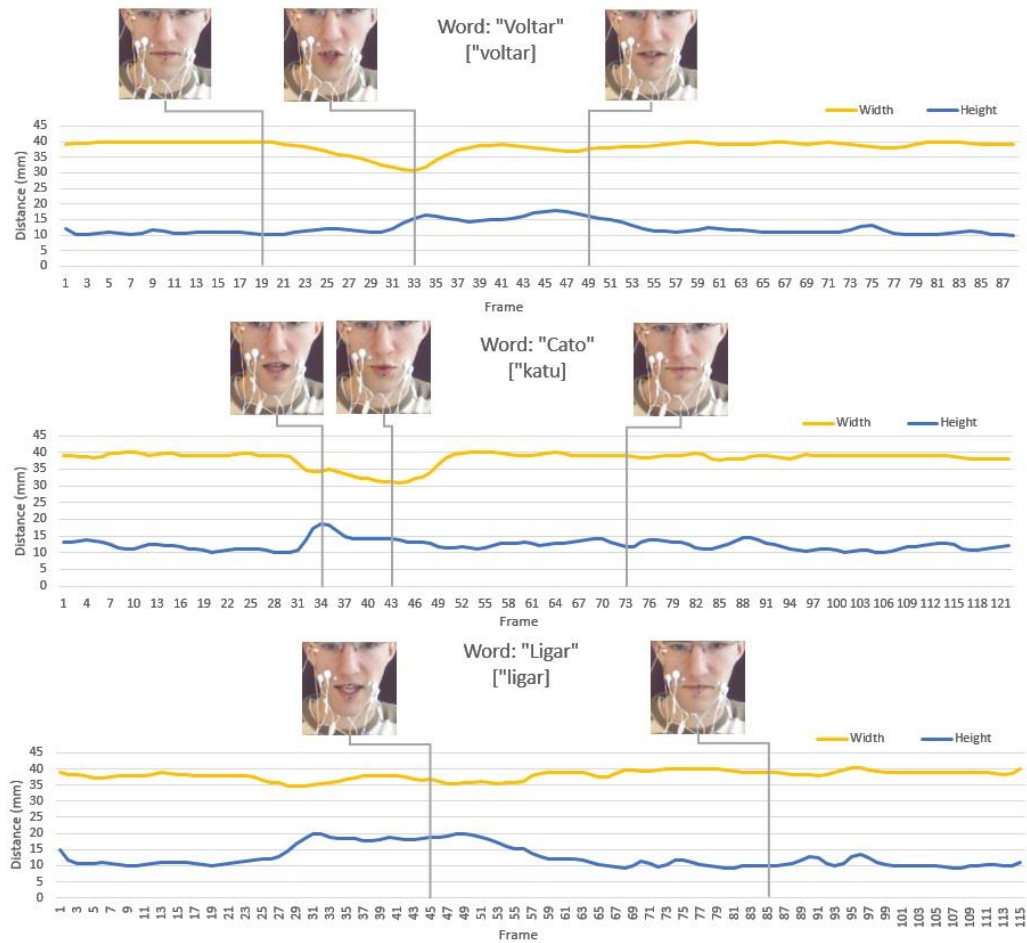 Word: "Voltar"
["voltar]
Width Height
Distance (mm)
45
40
35
30
25
20
15
10
5
0
1 3 5 7 9 11 13 15 17 19 21 23 25 27 29 31 33 35 37 39 41 43 45 47 49 51 53 55 57 59 61 63 65 67 69 71 73 75 77 79 81 83 85 87
Frame
Word: "Cato"
["katu]
Width Height
Distance (mm)
45
40
35
30
25
20
15
10
5
0
1 4 7 10 13 16 19 22 25 28 31 34 37 40 43 46 49 52 55 58 61 64 67 70 73 76 79 82 85 88 91 94 97 100 103 106 109 112 115 118 121
Frame
Word: "Ligar"
["ligar]
Width Height
Distance (mm)
45
40
35
30
25
20
15
10
5
0
1 3 5 7 9 11 13 15 17 19 21 23 25 27 29 31 33 35 37 39 41 43 45 47 49 51 53 55 57 59 61 63 65 67 69 71 73 75 77 79 81 83 85 87 89 91 93 95 97 99 101 103 105 107 109 111 113 115
Frame